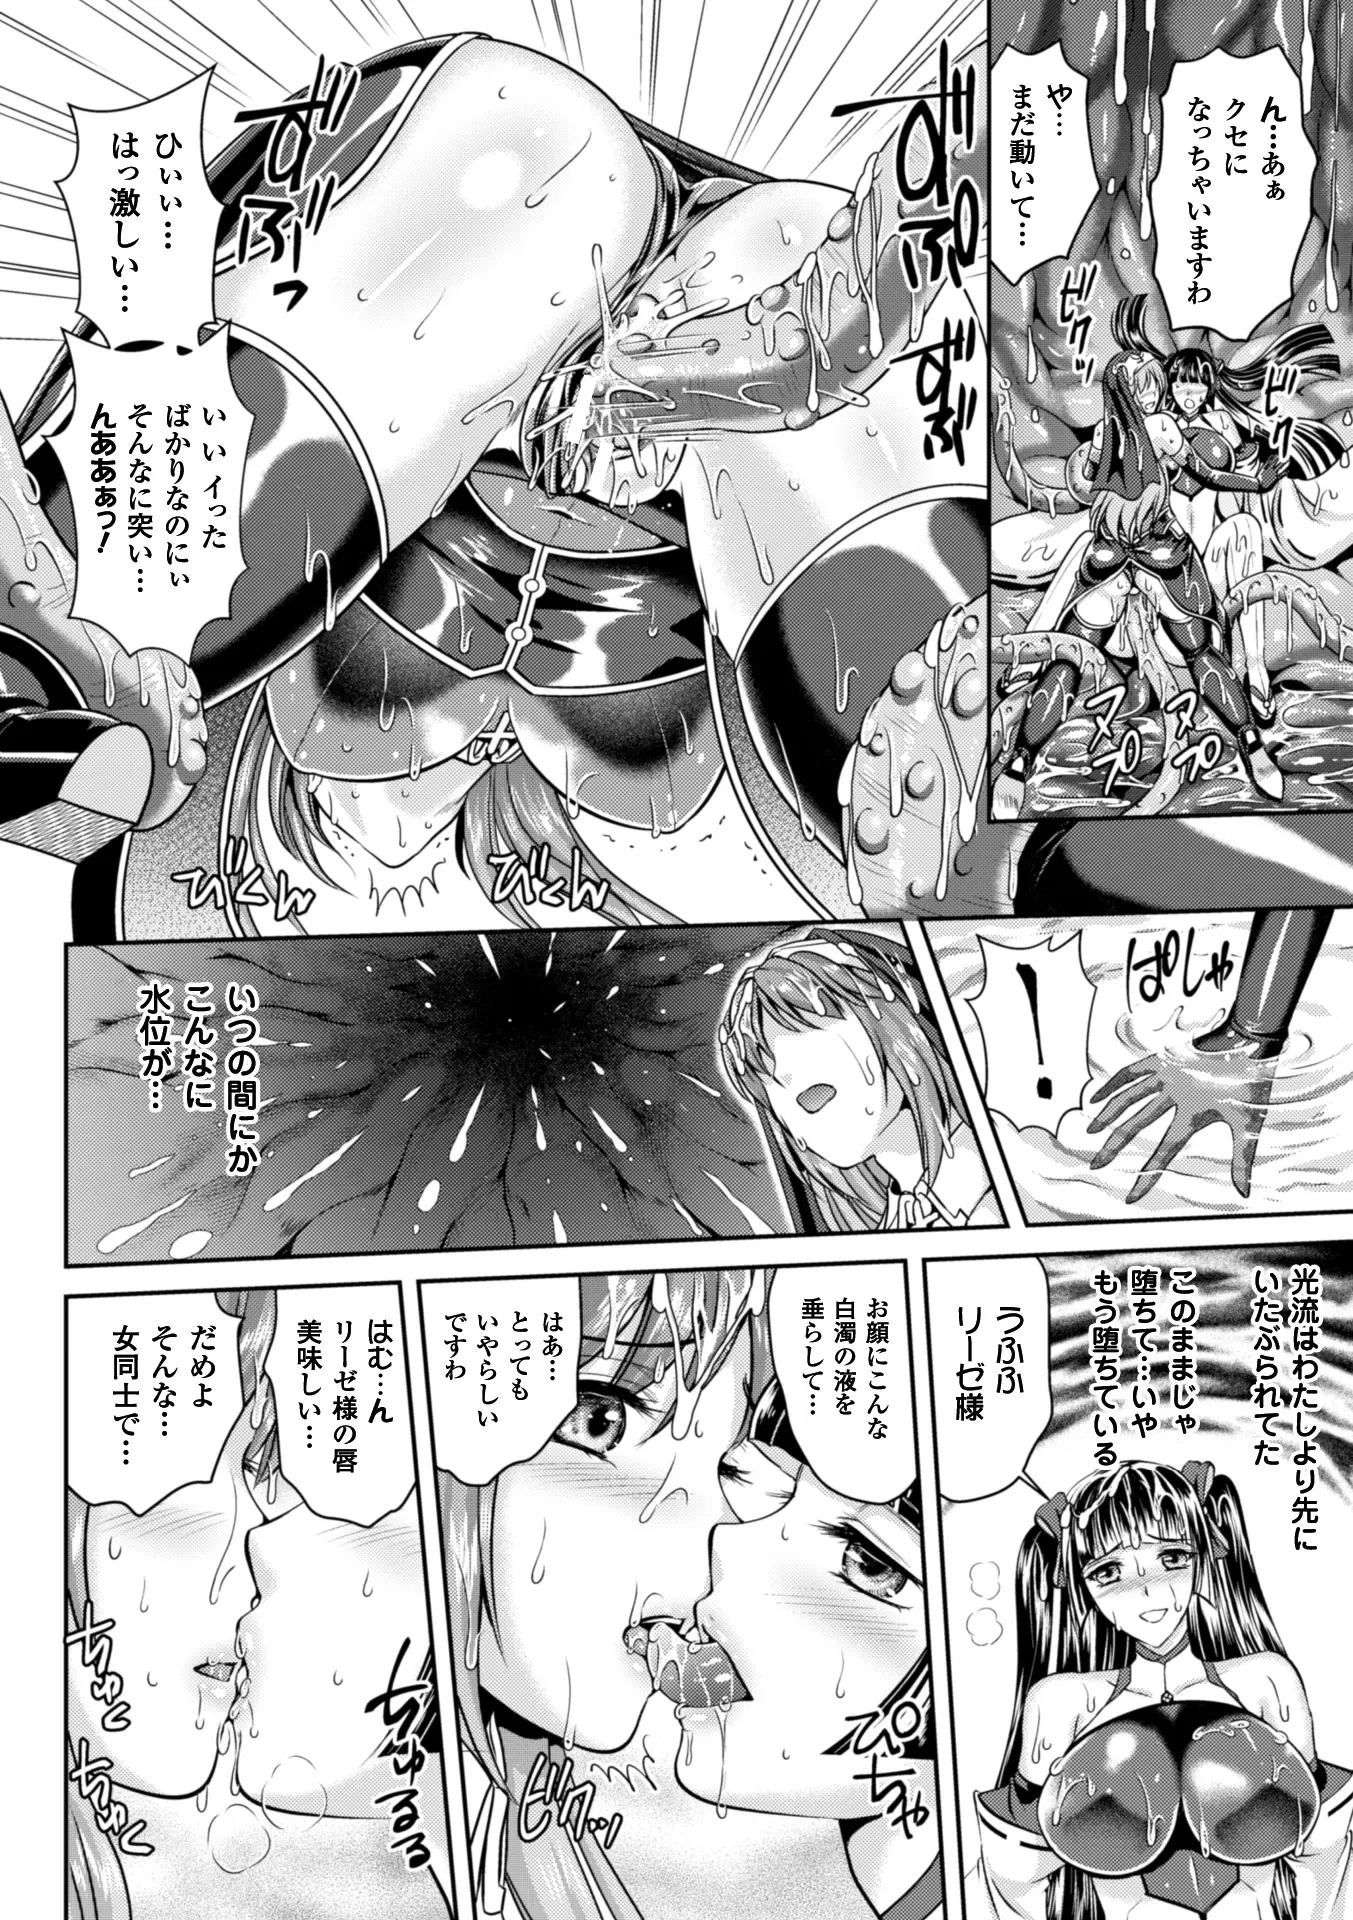 ん…あぁ
クセに
なっちゃいますわ
や…
まだ動いて…
ビクッ
ビクッ
ヌプ
ヌプ
ずぷ
ずぶ
ずぶっ
ひぃぃ…
はっ激しい…
いいイった
ばかりなのにぃ
そんなに突い…
んあああっ！
びくん
びくん
ぱしゃ
！
いつの間にか
こんなに
水位が…
光流はわたしより先に
いたぶられてた
このままじゃ
堕ちて…いや
もう堕ちている
うふふ
リーゼ様
お顔にこんな
白濁の液を
垂らして…
はぁ…
とっても
いやらしい
ですわ
ぴちゃ
ビクッ
はむ…ん
リーゼ様の唇
美味しい…
だめよ
そんな…
女同士で…
ちゅるる
ちゅく
ちゅく